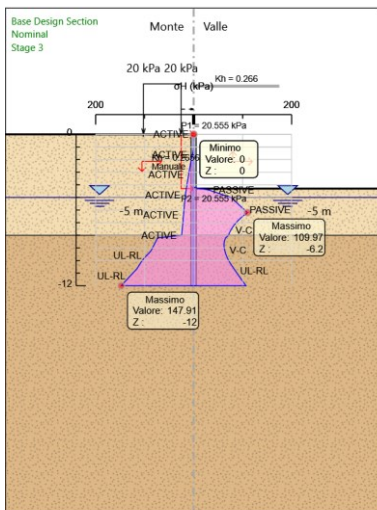 Base Design Section
Nominal
Stage 3
Monte Valle
20 kPa 20 kPa
Kh = 0.266
σH (kPa)
200 200
P1= 20.555 kPa
0
ACTIVE
Minimo
Valore: 0
Z : 0
ACTIVE
Manuale
ACTIVE
PASSIVE
P2 = 20.555 kPa
ACTIVE
-5 m
ACTIVE
PASSIVE
-5 m
Massimo
Valore: 109.97
Z : -6.2
ACTIVE
V-C
UL-RL
V-C
UL-RL
UL-RL
-12
Massimo
Valore: 147.91
Z : -12